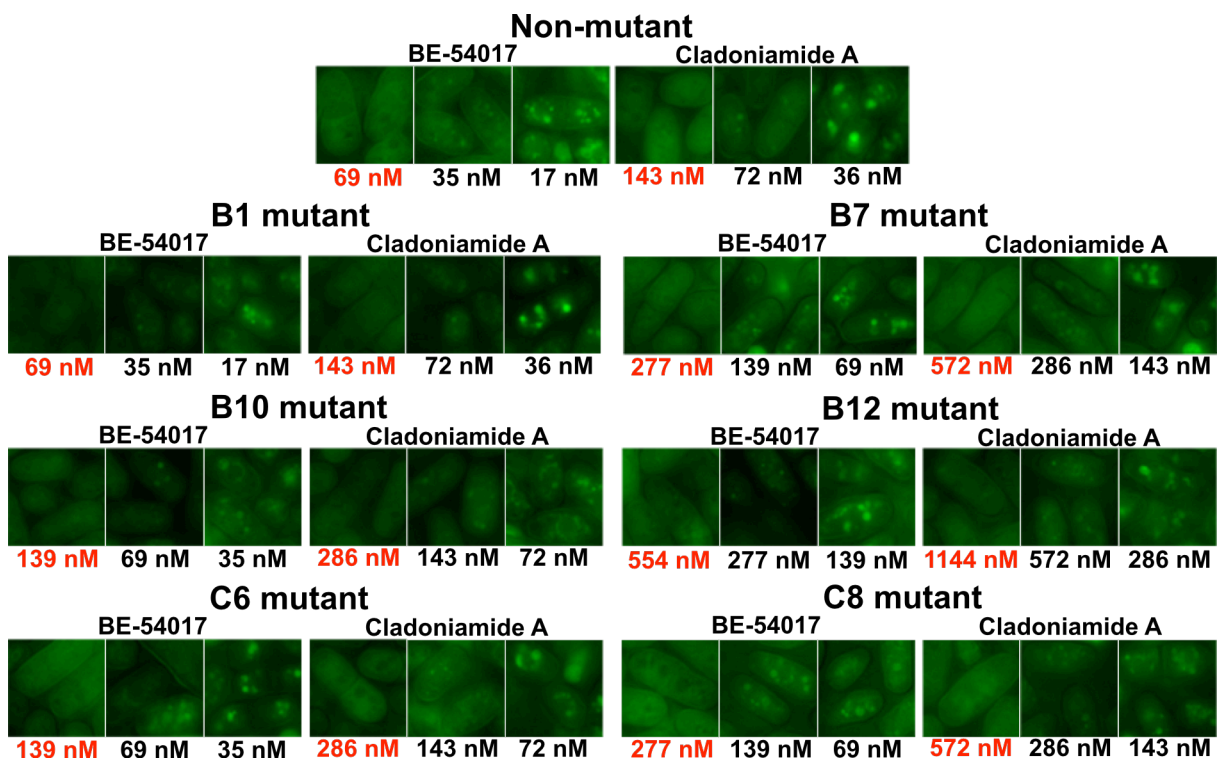 Non-mutant
BE-54017 Cladoniamide A
69 nM 35 nM 17 nM 143 nM 72 nM 36 nM
B1 mutant B7 mutant
BE-54017 Cladoniamide A BE-54017 Cladoniamide A
69 nM 35 nM 17 nM 143 nM 72 nM 36 nM 277 nM 139 nM 69 nM 572 nM 286 nM 143 nM
B10 mutant B12 mutant
BE-54017 Cladoniamide A BE-54017 Cladoniamide A
139 nM 69 nM 35 nM 286 nM 143 nM 72 nM 554 nM 277 nM 139 nM 1144 nM 572 nM 286 nM
C6 mutant C8 mutant
BE-54017 Cladoniamide A BE-54017 Cladoniamide A
139 nM 69 nM 35 nM 286 nM 143 nM 72 nM 277 nM 139 nM 69 nM 572 nM 286 nM 143 nM